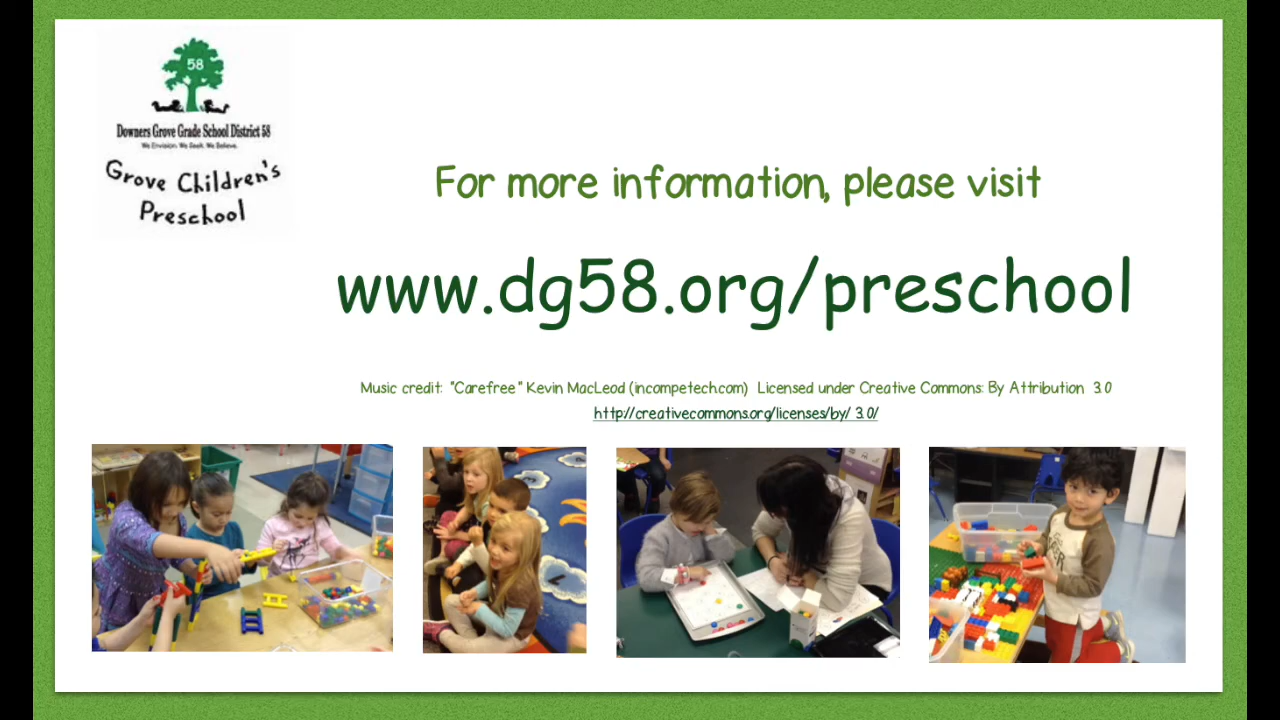 58
Downers Grove Grade School District 58
We Envision. We Seek. We Believe.
Grove Children's
Preschool
For more information, please visit
www.dg58.org/preschool
Music credit: "Carefree" Kevin MacLeod (incompetech.com) Licensed under Creative Commons: By Attribution 3.0
http://creativecommons.org/licenses/by/ 3.0/